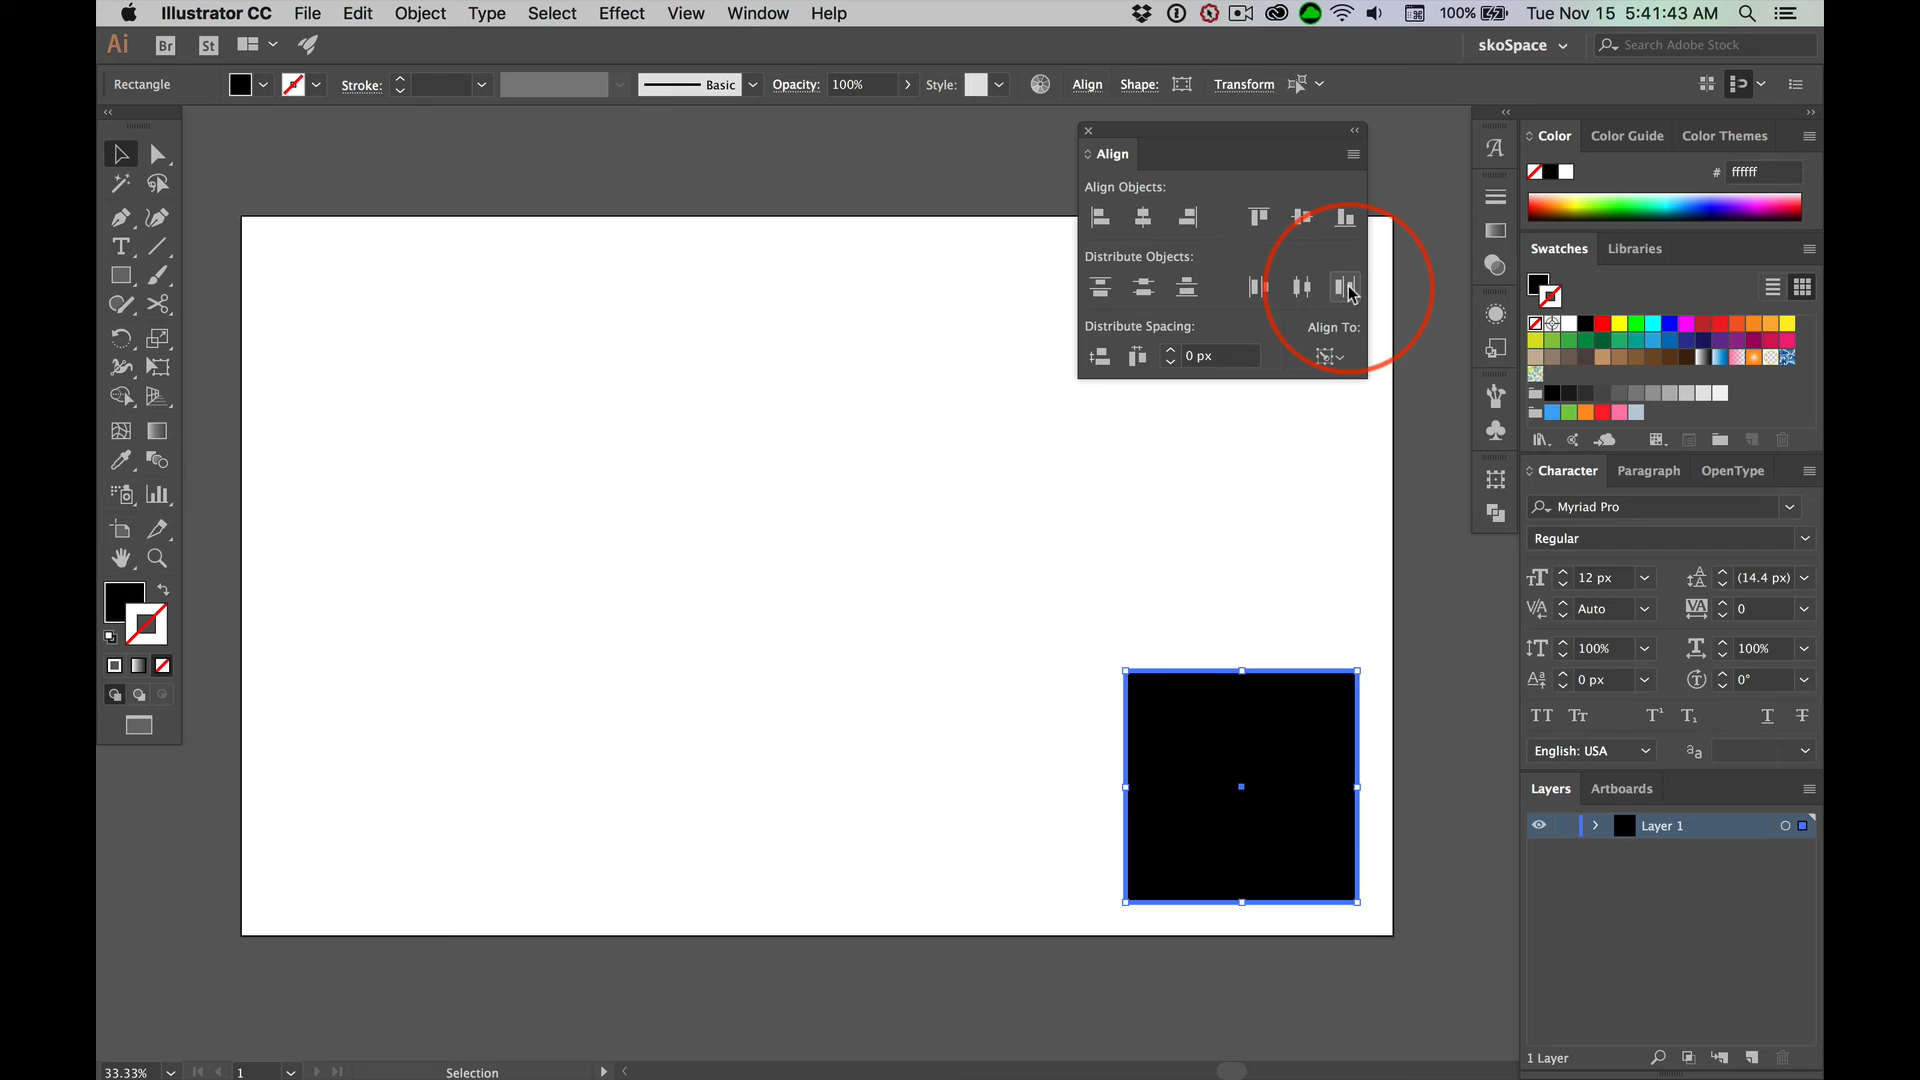 Illustrator CC File Edit Object Type Select Effect View Window Help 100% Tue Nov 15 5:41:43 AM
Ai Br St skoSpace Search Adobe Stock
Rectangle Stroke: Basic Opacity: 100% Style: Align Shape: Transform
Align
Align Objects:
Distribute Objects:
Distribute Spacing: Align To:
0 px
Color Color Guide Color Themes
# ffffff
Swatches Libraries
Character Paragraph OpenType
Myriad Pro
Regular
12 px (14.4 px)
Auto 0
100% 100%
0 px 0°
English: USA
Layers Artboards
Layer 1
1 Layer
33.33% 1 Selection